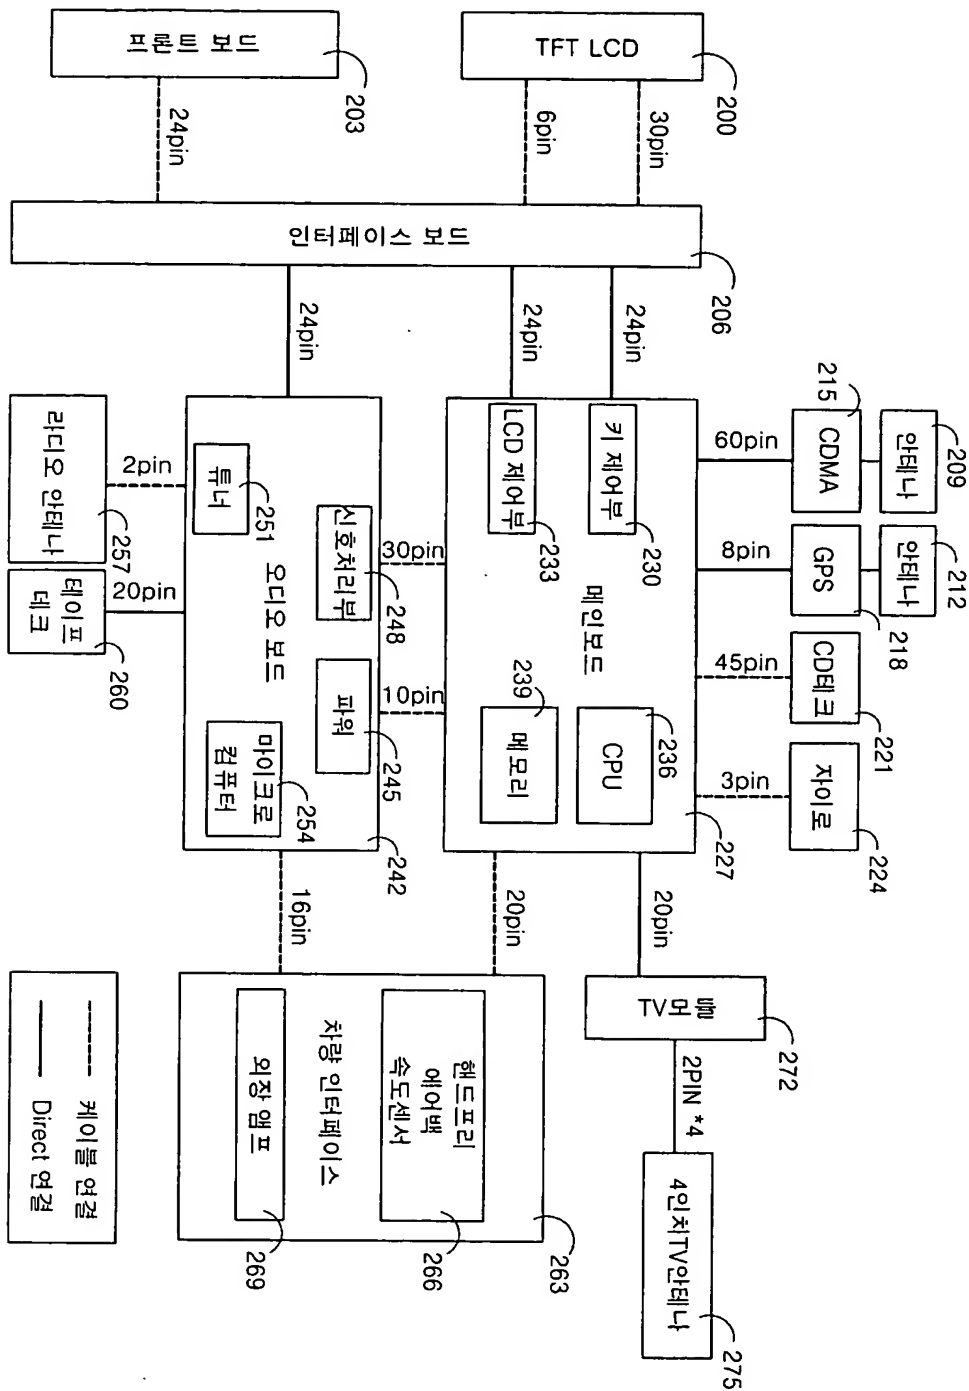 프론트 보드
203
TFT LCD
200
24pin
6pin
30pin
인터페이스 보드
206
24pin
24pin
24pin
안테나
209
안테나
212
CDMA
215
GPS
218
CD테크
221
자이로
224
60pin
8pin
45pin
3pin
키 제어부
230
LCD 제어부
233
메인보드
CPU
236
메모리
239
227
30pin
10pin
신호처리부
248
파워
245
오디오 보드
튜너
251
마이크로
컴퓨터
254
242
2pin
20pin
라디오 안테나
257
테이프
데크
260
20pin
20pin
16pin
TV모듈
272
2PIN *4
4인치TV안테나
275
핸드프리
에어백
속도센서
266
차량 인터페이스
263
외장 앰프
269
케이블 연결
Direct 연결